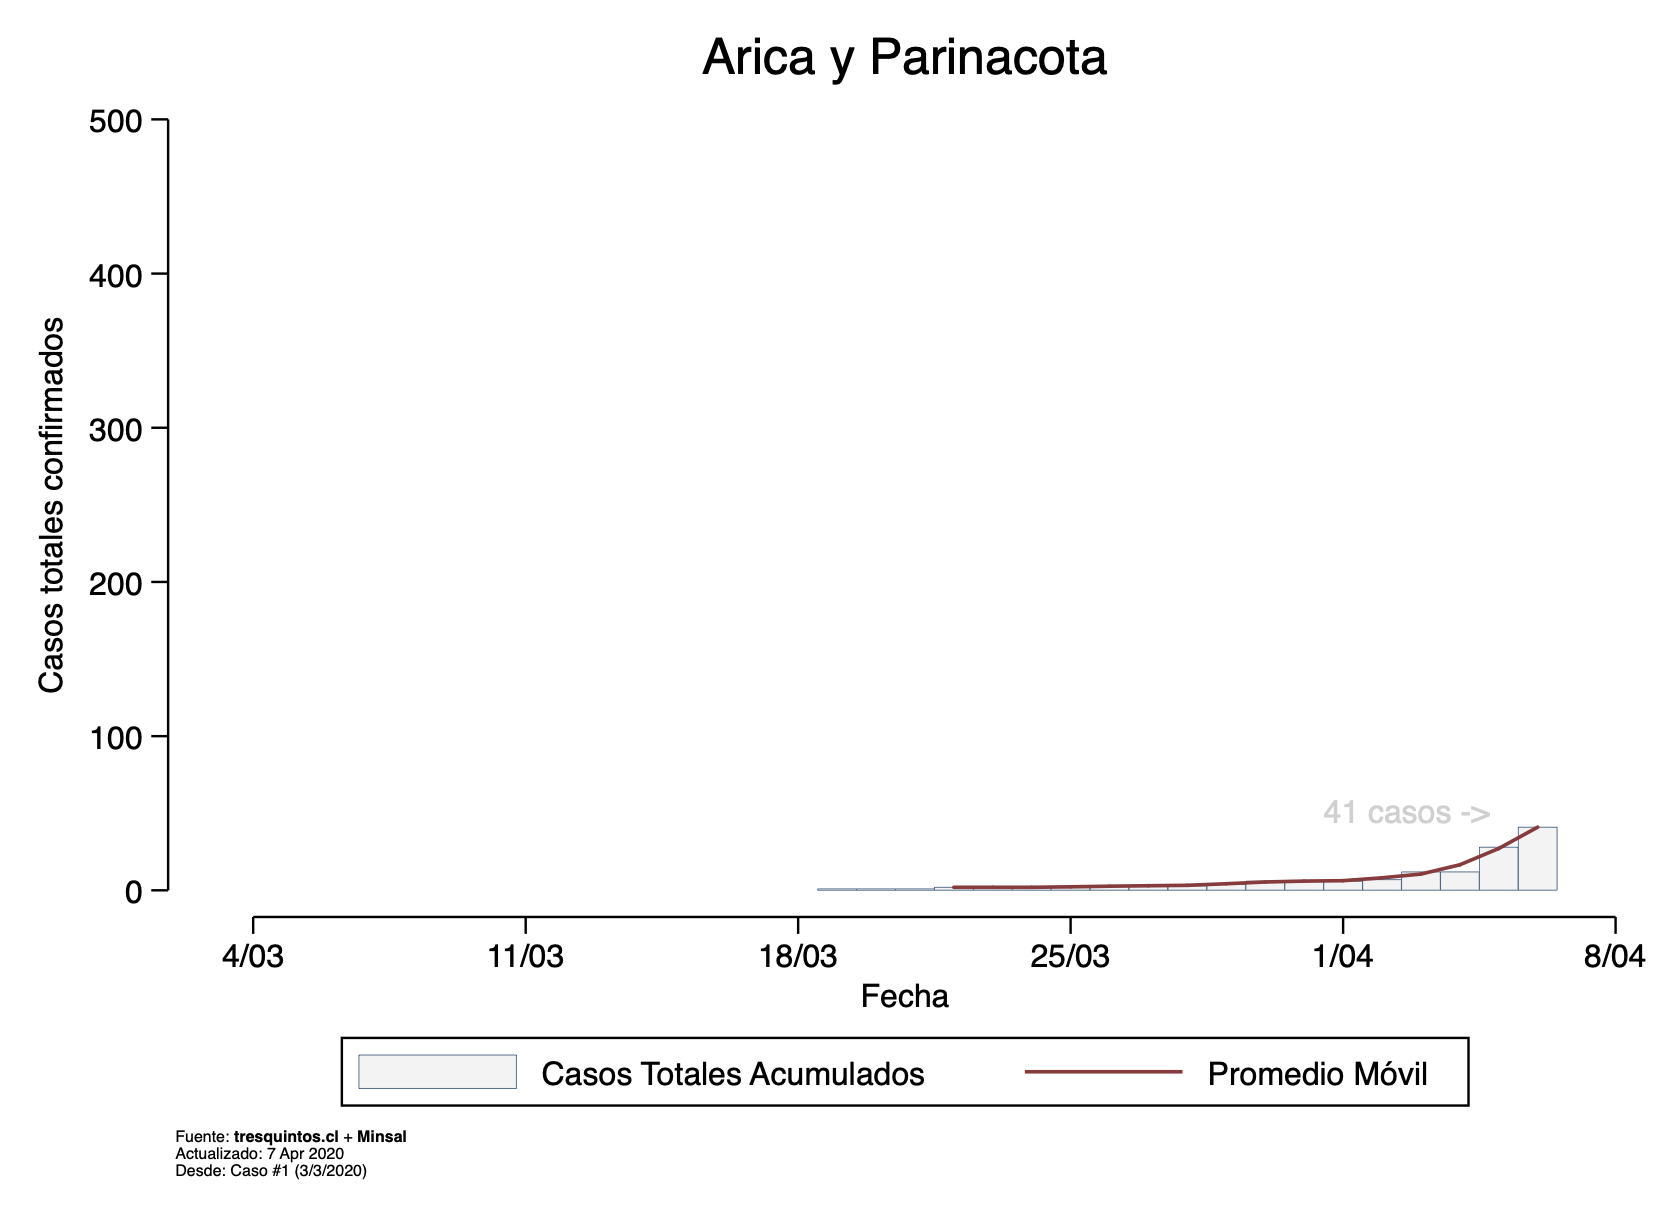 Arica y Parinacota
Casos totales confirmados
500
400
300
200
100
0
41 casos ->
4/03 11/03 18/03 25/03 1/04 8/04
Fecha
Casos Totales Acumulados Promedio Móvil
Fuente: tresquintos.cl + Minsal
Actualizado: 7 Apr 2020
Desde: Caso #1 (3/3/2020)